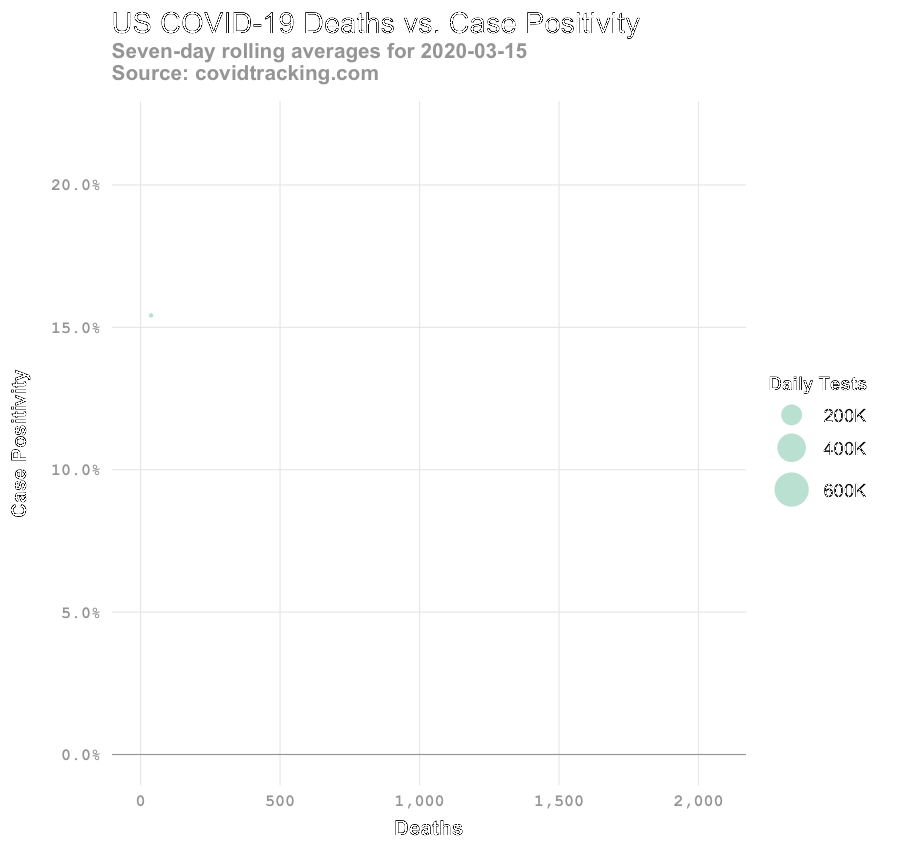 US COVID-19 Deaths vs. Case Positivity
Seven-day rolling averages for 2020-03-15
Source: covidtracking.com
20.0%
15.0%
10.0%
5.0%
0.0%
Case Positivity
0 500 1,000 1,500 2,000
Deaths
Daily Tests
200K
400K
600K